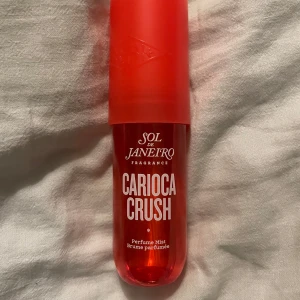 SOL
DE
JANEIRO
FRAGRANCE
CARIOCA
CRUSH
Perfume Mist
Brume parfumée